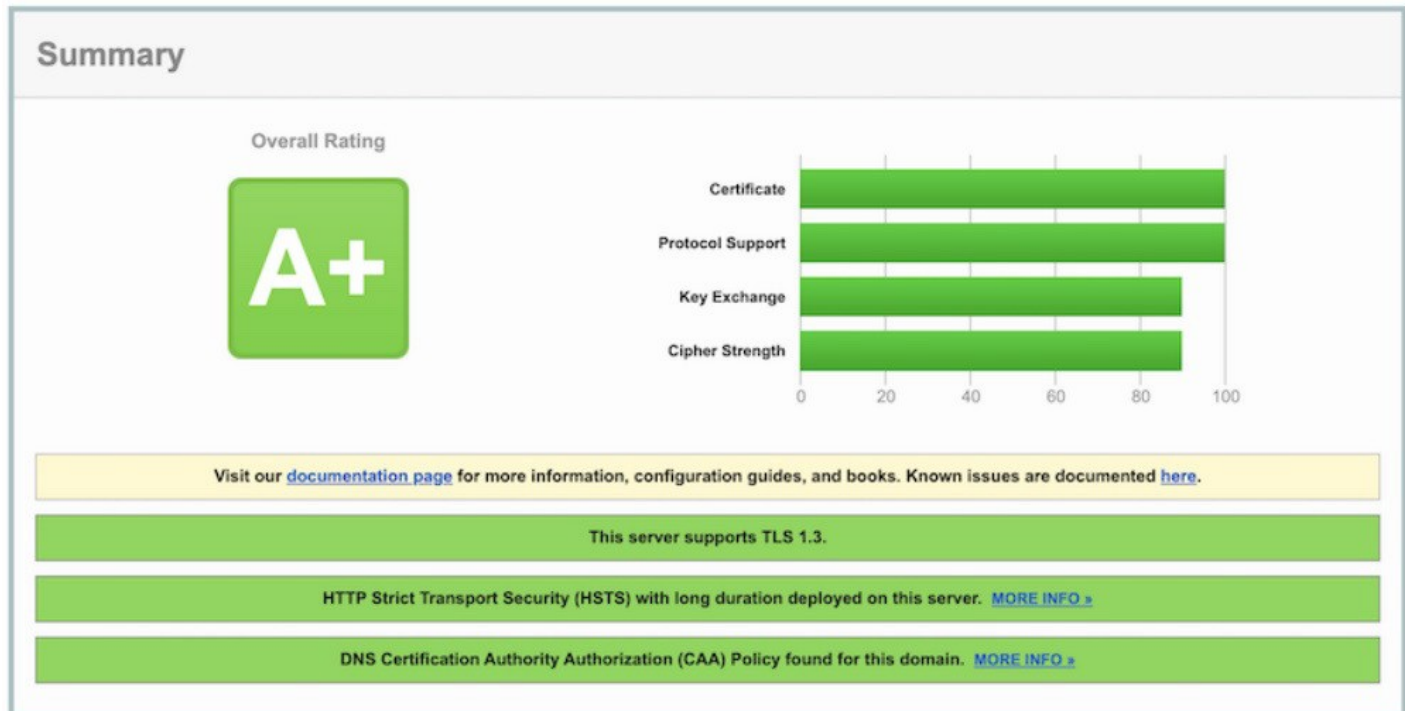 Summary
Overall Rating
A+
Certificate
Protocol Support
Key Exchange
Cipher Strength
0 20 40 60 80 100
Visit our documentation page for more information, configuration guides, and books. Known issues are documented here.
This server supports TLS 1.3.
HTTP Strict Transport Security (HSTS) with long duration deployed on this server. MORE INFO »
DNS Certification Authority Authorization (CAA) Policy found for this domain. MORE INFO »